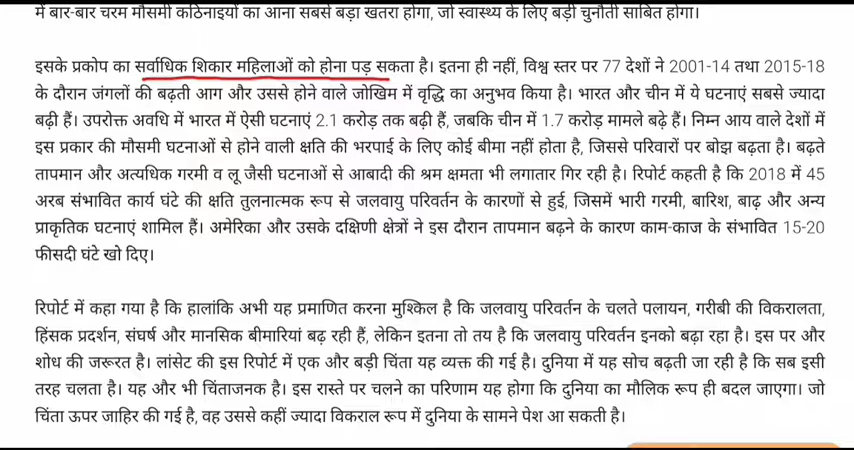 में बार-बार चरम मौसमी कठिनाइयों का आना सबसे बड़ा खतरा होगा, जो स्वास्थ्य के लिए बड़ी चुनौती साबित होगा।
इसके प्रकोप का सर्वाधिक शिकार महिलाओं को होना पड़ सकता है। इतना ही नहीं, विश्व स्तर पर 77 देशों ने 2001-14 तथा 2015-18
के दौरान जंगलों की बढ़ती आग और उससे होने वाले जोखिम में वृद्धि का अनुभव किया है। भारत और चीन में ये घटनाएं सबसे ज्यादा
बढ़ी हैं। उपरोक्त अवधि में भारत में ऐसी घटनाएं 2.1 करोड़ तक बढ़ी हैं, जबकि चीन में 1.7 करोड़ मामले बढ़े हैं। निम्न आय वाले देशों में
इस प्रकार की मौसमी घटनाओं से होने वाली क्षति की भरपाई के लिए कोई बीमा नहीं होता है, जिससे परिवारों पर बोझ बढ़ता है। बढ़ते
तापमान और अत्यधिक गरमी व लू जैसी घटनाओं से आबादी की श्रम क्षमता भी लगातार गिर रही है। रिपोर्ट कहती है कि 2018 में 45
अरब संभावित कार्य घंटे की क्षति तुलनात्मक रूप से जलवायु परिवर्तन के कारणों से हुई, जिसमें भारी गरमी, बारिश, बाढ़ और अन्य
प्राकृतिक घटनाएं शामिल हैं। अमेरिका और उसके दक्षिणी क्षेत्रों ने इस दौरान तापमान बढ़ने के कारण काम-काज के संभावित 15-20
फीसदी घंटे खो दिए।
रिपोर्ट में कहा गया है कि हालांकि अभी यह प्रमाणित करना मुश्किल है कि जलवायु परिवर्तन के चलते पलायन, गरीबी की विकरालता,
हिंसक प्रदर्शन, संघर्ष और मानसिक बीमारियां बढ़ रही हैं, लेकिन इतना तो तय है कि जलवायु परिवर्तन इनको बढ़ा रहा है। इस पर और
शोध की जरूरत है। लांसेट की इस रिपोर्ट में एक और बड़ी चिंता यह व्यक्त की गई है। दुनिया में यह सोच बढ़ती जा रही है कि सब इसी
तरह चलता है। यह और भी चिंताजनक है। इस रास्ते पर चलने का परिणाम यह होगा कि दुनिया का मौलिक रूप ही बदल जाएगा। जो
चिंता ऊपर जाहिर की गई है, वह उससे कहीं ज्यादा विकराल रूप में दुनिया के सामने पेश आ सकती है।